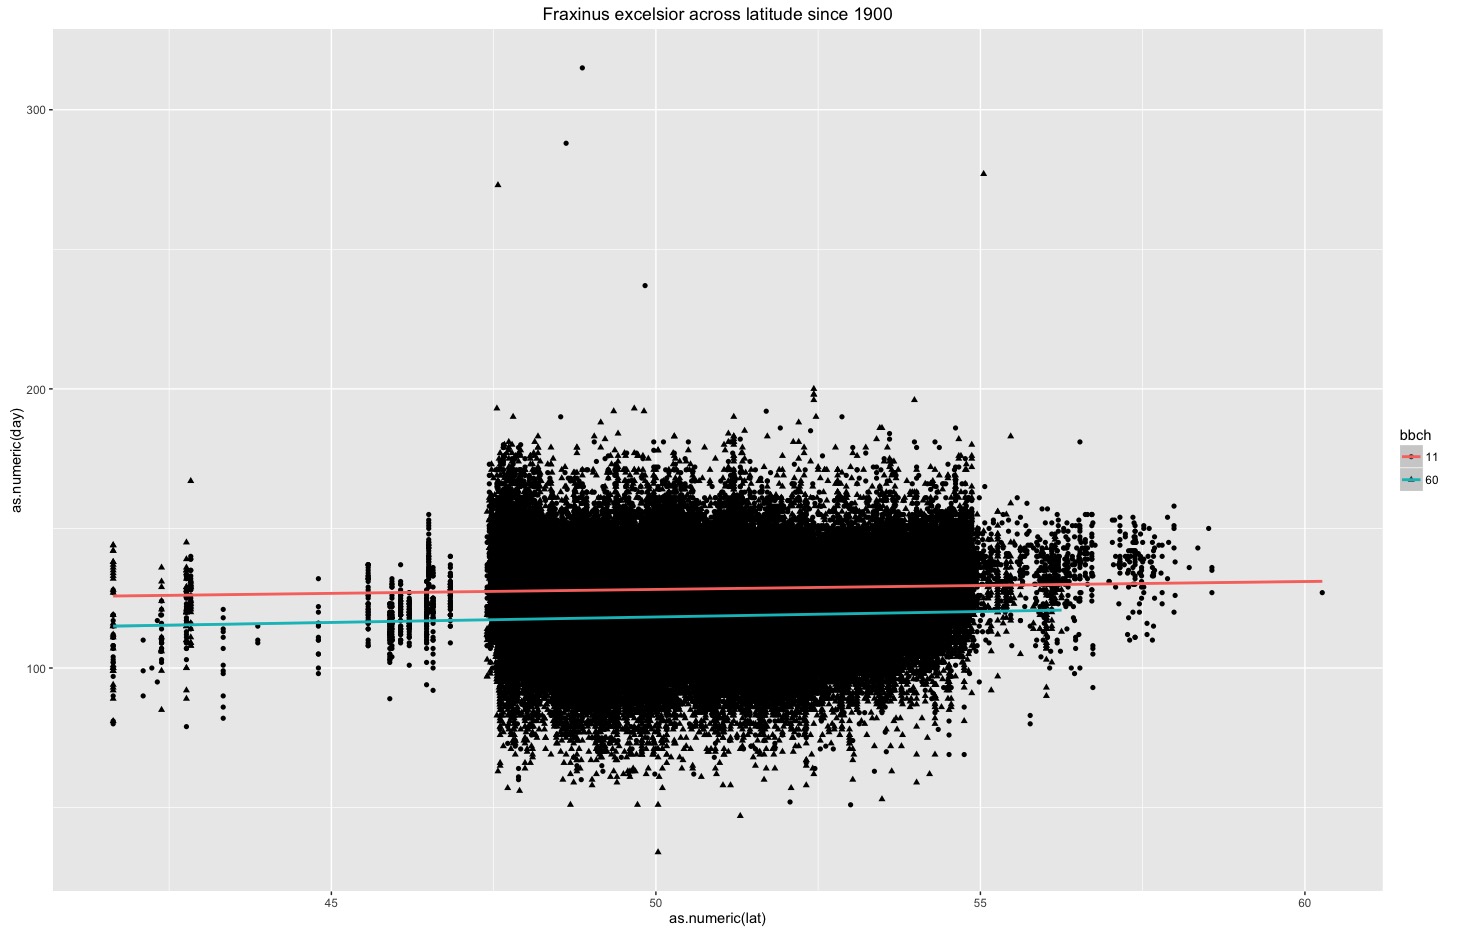 Fraxinus excelsior across latitude since 1900
300
200
100
as.numeric(day)
45
50
55
60
as.numeric(lat)
bbch
11
60